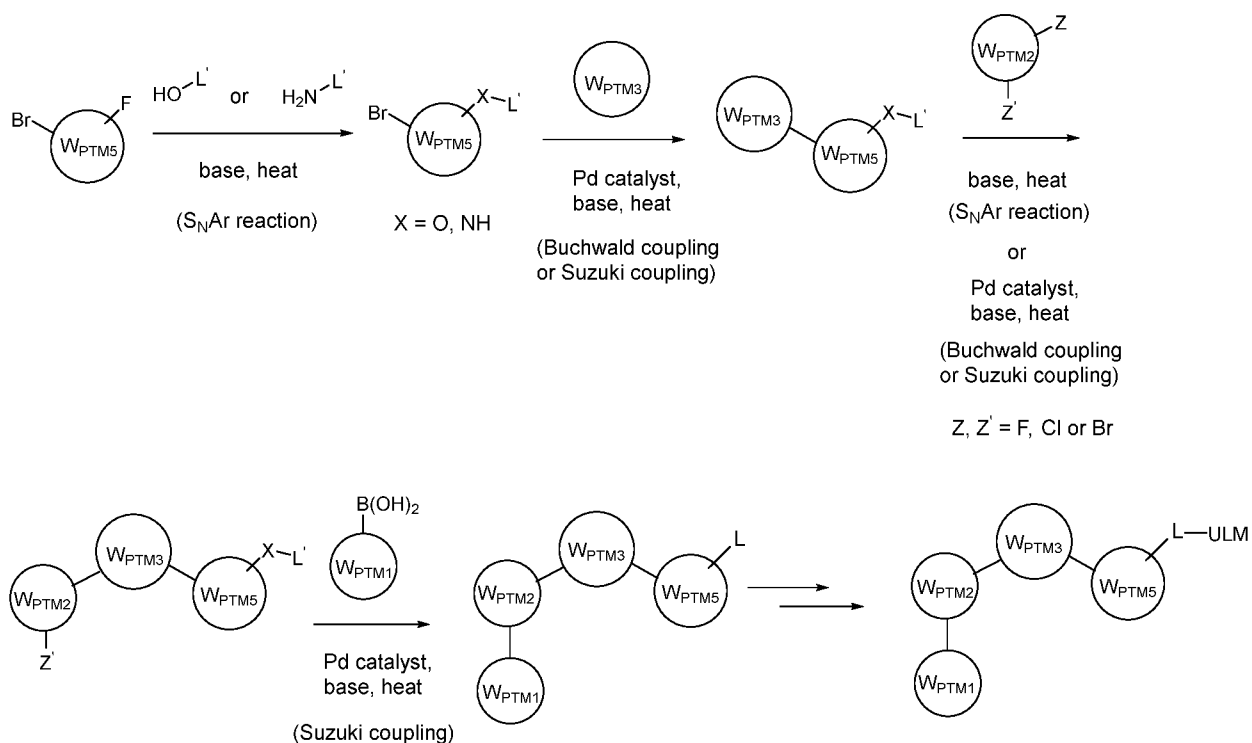 Br
F
W_PTM5
HO L'
or
H₂N L'
base, heat
(S_NAr reaction)
Br
X L'
W_PTM5
X = O, NH
W_PTM3
Pd catalyst,
base, heat
(Buchwald coupling
or Suzuki coupling)
W_PTM3
X L'
W_PTM5
Z
W_PTM2
Z'
base, heat
(S_NAr reaction)
or
Pd catalyst,
base, heat
(Buchwald coupling
or Suzuki coupling)
Z, Z' = F, Cl or Br
W_PTM3
X L'
W_PTM2
W_PTM5
Z'
B(OH)₂
W_PTM1
Pd catalyst,
base, heat
(Suzuki coupling)
W_PTM3
L
W_PTM2
W_PTM5
W_PTM1
W_PTM3
L ULM
W_PTM2
W_PTM5
W_PTM1